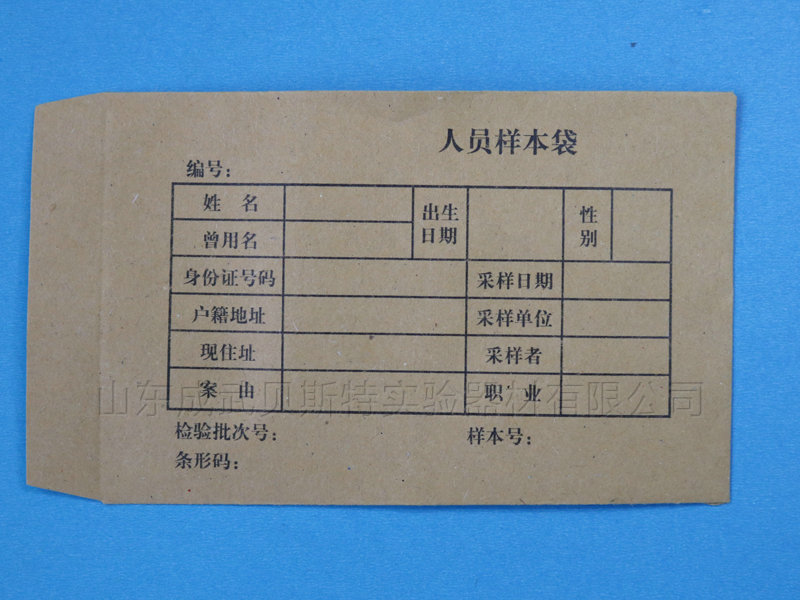 人员样本袋
编号：
姓 名 出生日期 性别
曾用名
身份证号码 采样日期
户籍地址 采样单位
现住址 采样者
案 由 职 业
山东成武贝斯特实验器材有限公司
检验批次号： 样本号：
条形码：